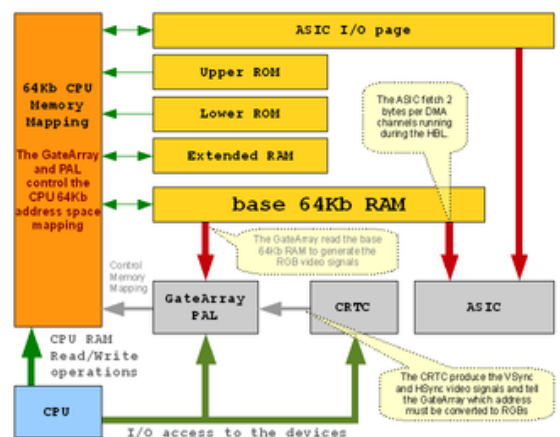 ASIC I/O page
Upper ROM
64Kb CPU
Memory
Mapping
Lower ROM
The GateArray
and PAL
control the
CPU 64Kb
address space
mapping
Extended RAM
The ASIC fetch 2
bytes per DMA
channels running
during the HBL.
base 64Kb RAM
The GateArray read the base
64Kb RAM to generate the
RGB video signals
Control
Memory
Mapping
GateArray
PAL
CRTC
ASIC
CPU RAM
Read/Write
operations
The CRTC produce the VSync
and HSync video signals and tell
the GateArray which address
must be converted to RGBs
CPU
I/O access to the devices